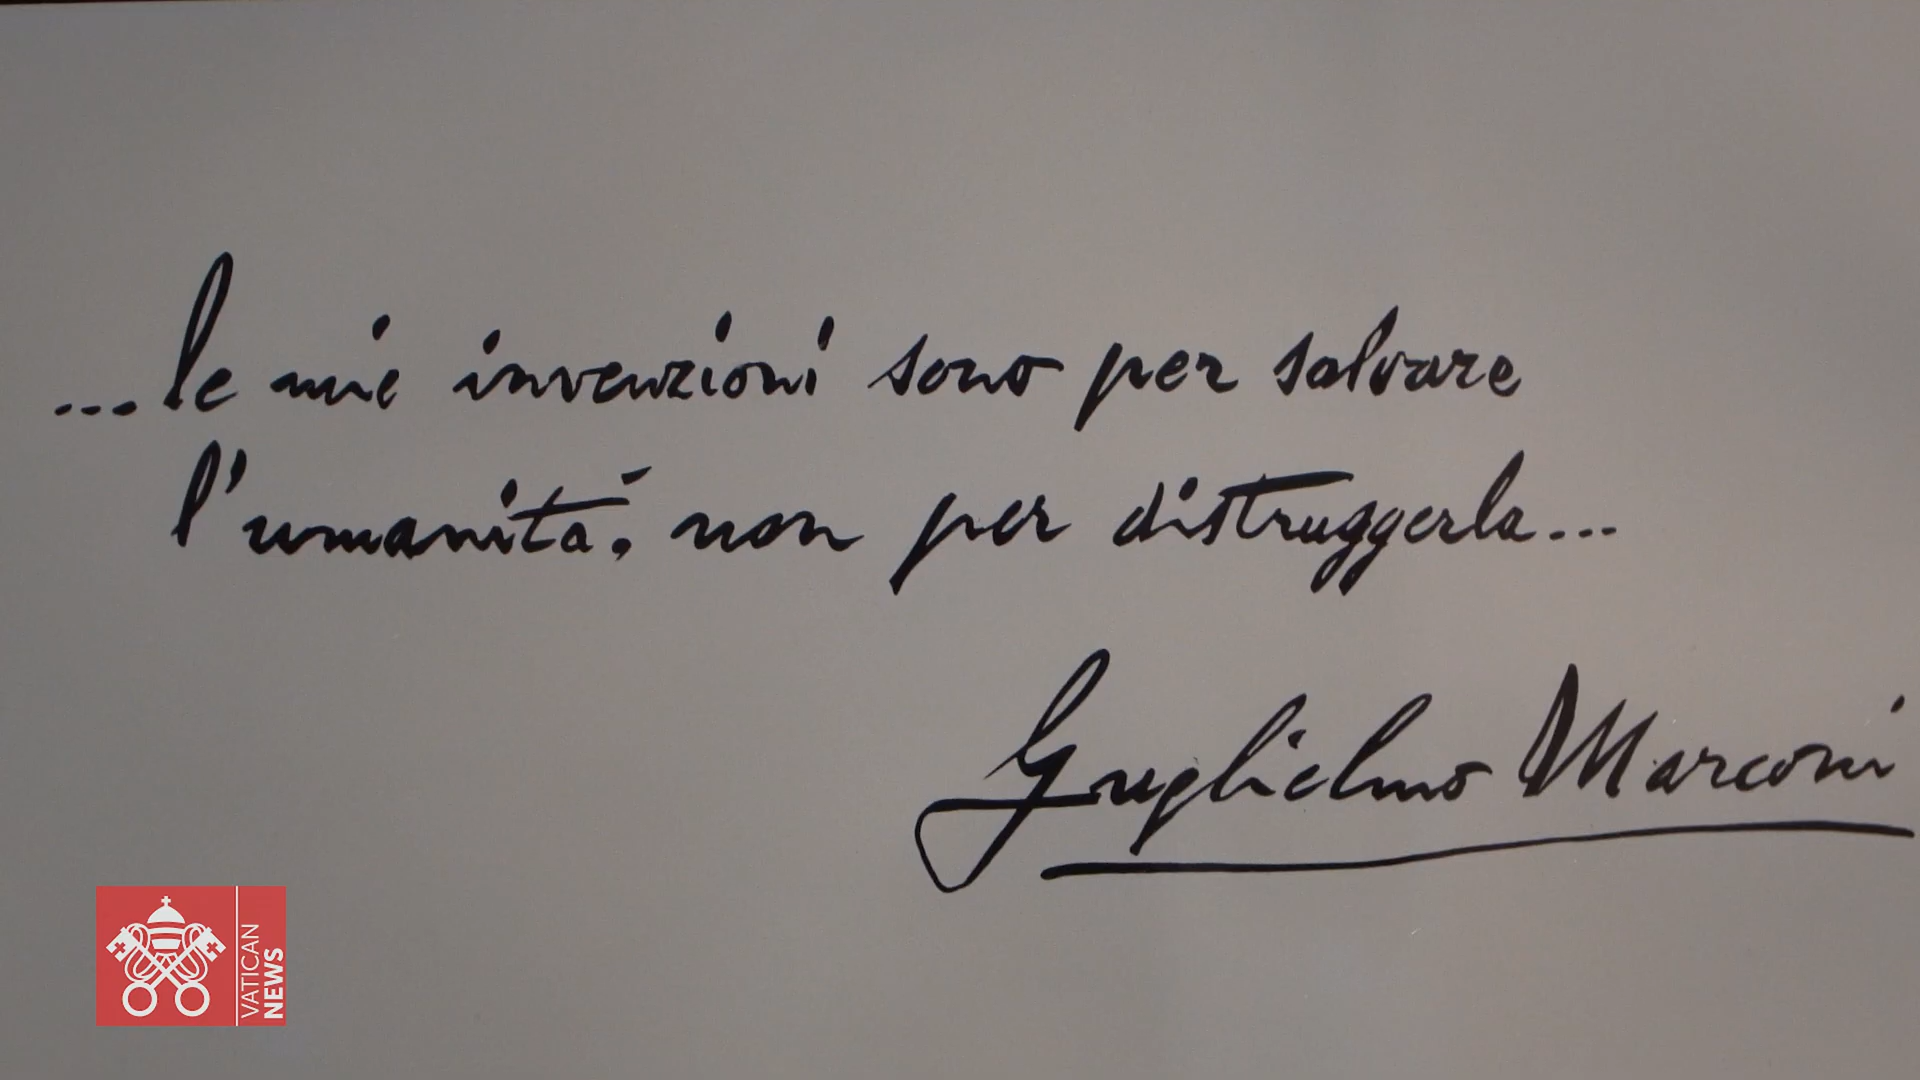 ...le mie invenzioni sono per salvare
l'umanità, non per distruggerla...
Guglielmo Marconi
VATICAN
NEWS